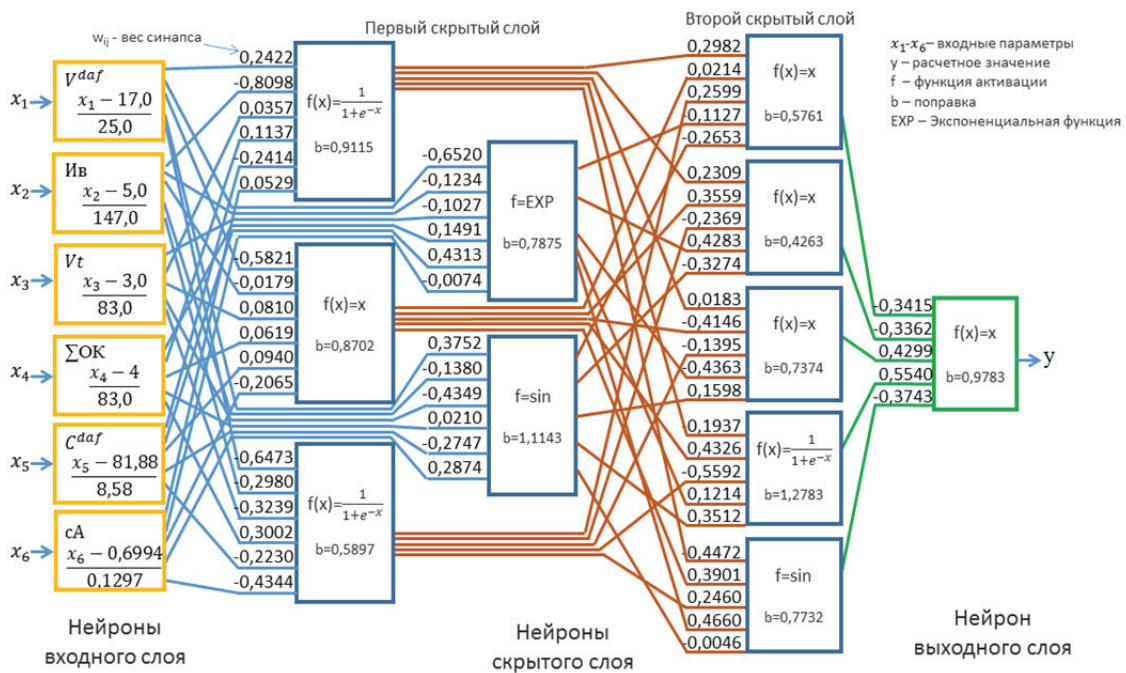 Первый скрытый слой
Второй скрытый слой
w_ij - вес синапса
x₁-x₆– входные параметры
y – расчетное значение
f – функция активации
b – поправка
EXP – Экспоненциальная функция
x₁
V^daf
x₁ − 17,0
25,0
x₂
Ив
x₂ − 5,0
147,0
x₃
Vt
x₃ − 3,0
83,0
x₄
∑ОК
x₄ − 4
83,0
x₅
C^daf
x₅ − 81,88
8,58
x₆
cA
x₆ − 0,6994
0,1297
Нейроны
входного слоя
0,2422
-0,8098
0,0357
0,1137
-0,2414
0,0529
f(x)=1/(1+e^-x)
b=0,9115
-0,5821
-0,0179
0,0810
0,0619
0,0940
-0,2065
f(x)=x
b=0,8702
-0,6473
-0,2980
-0,3239
0,3002
-0,2230
-0,4344
f(x)=1/(1+e^-x)
b=0,5897
-0,6520
-0,1234
-0,1027
0,1491
0,4313
-0,0074
f=EXP
b=0,7875
0,3752
-0,1380
-0,4349
0,0210
-0,2747
0,2874
f=sin
b=1,1143
Нейроны
скрытого слоя
0,2982
0,0214
0,2599
-0,1127
-0,2653
f(x)=x
b=0,5761
0,2309
0,3559
-0,2369
0,4283
-0,3274
f(x)=x
b=0,4263
0,0183
-0,4146
-0,1395
-0,4363
0,1598
f(x)=x
b=0,7374
-0,1937
0,4326
-0,5592
0,1214
0,3512
f(x)=1/(1+e^-x)
b=1,2783
-0,4472
0,3901
0,2460
0,4660
-0,0046
f=sin
b=0,7732
-0,3415
-0,3362
0,4299
0,5540
-0,3743
f(x)=x
b=0,9783
y
Нейрон
выходного слоя